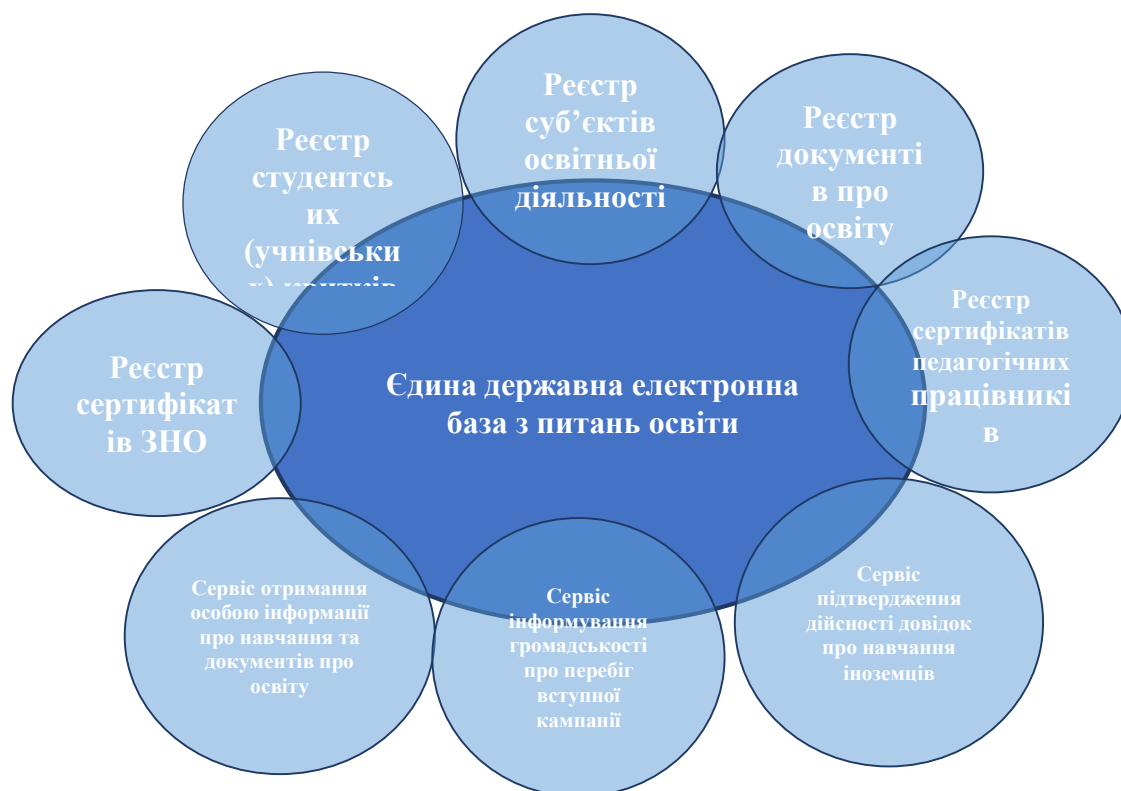 Реєстр
суб’єктів
освітньої
діяльності
Реєстр
документі
в про
освіту
Реєстр
студентсь
их
(учнівськи
Реєстр
сертифікатів
педагогічних
працівникі
в
Реєстр
сертифікат
ів ЗНО
Єдина державна електронна
база з питань освіти
Сервіс отримання
особою інформації
про навчання та
документів про
освіту
Сервіс
інформування
громадськості
про перебіг
вступної
кампанії
Сервіс
підтвердження
дійсності довідок
про навчання
іноземців